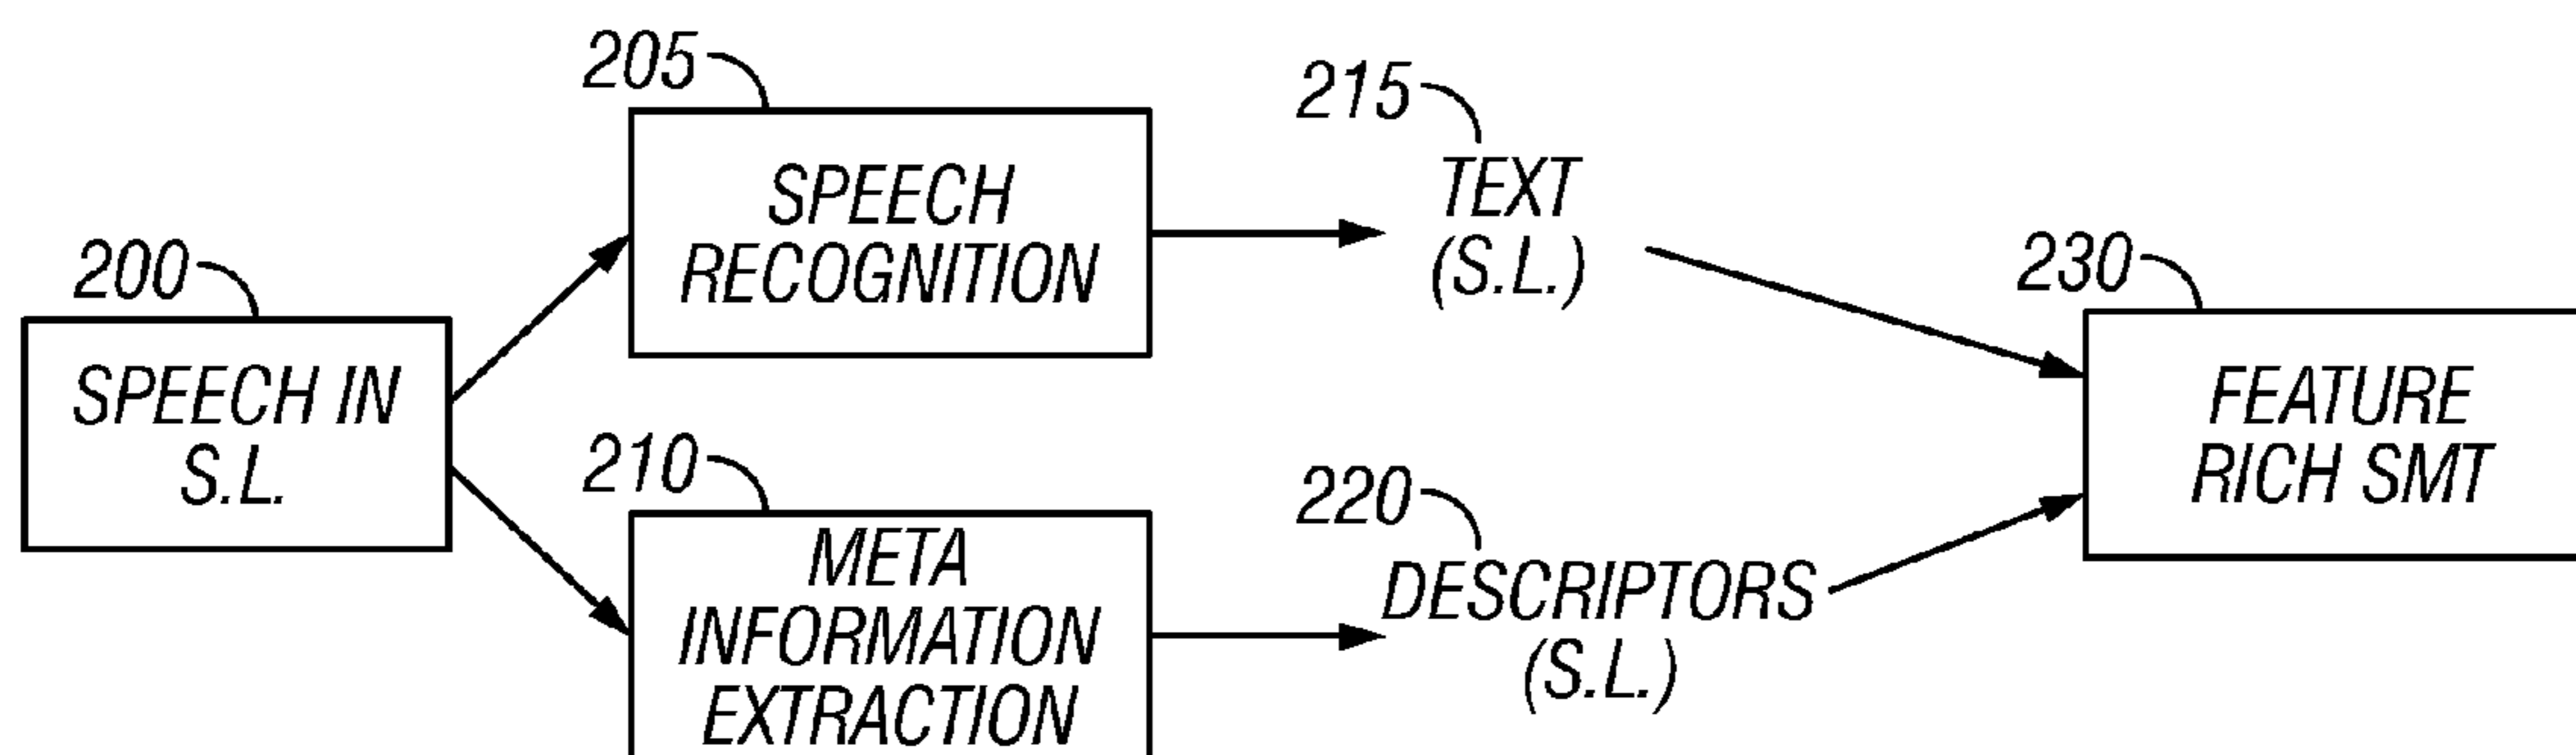 200
SPEECH IN
S.L.
205
SPEECH
RECOGNITION
210
META
INFORMATION
EXTRACTION
215
TEXT
(S.L.)
220
DESCRIPTORS
(S.L.)
230
FEATURE
RICH SMT